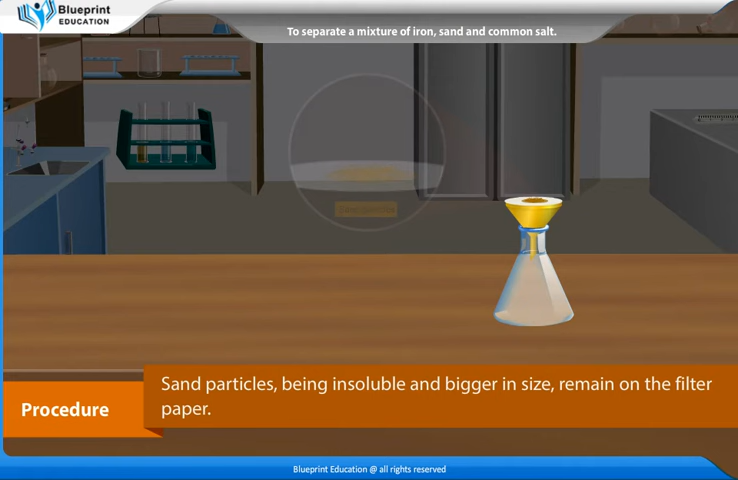 Blueprint
EDUCATION
To separate a mixture of iron, sand and common salt.
Sand particles, being insoluble and bigger in size, remain on the filter
paper.
Procedure
Blueprint Education @ all rights reserved